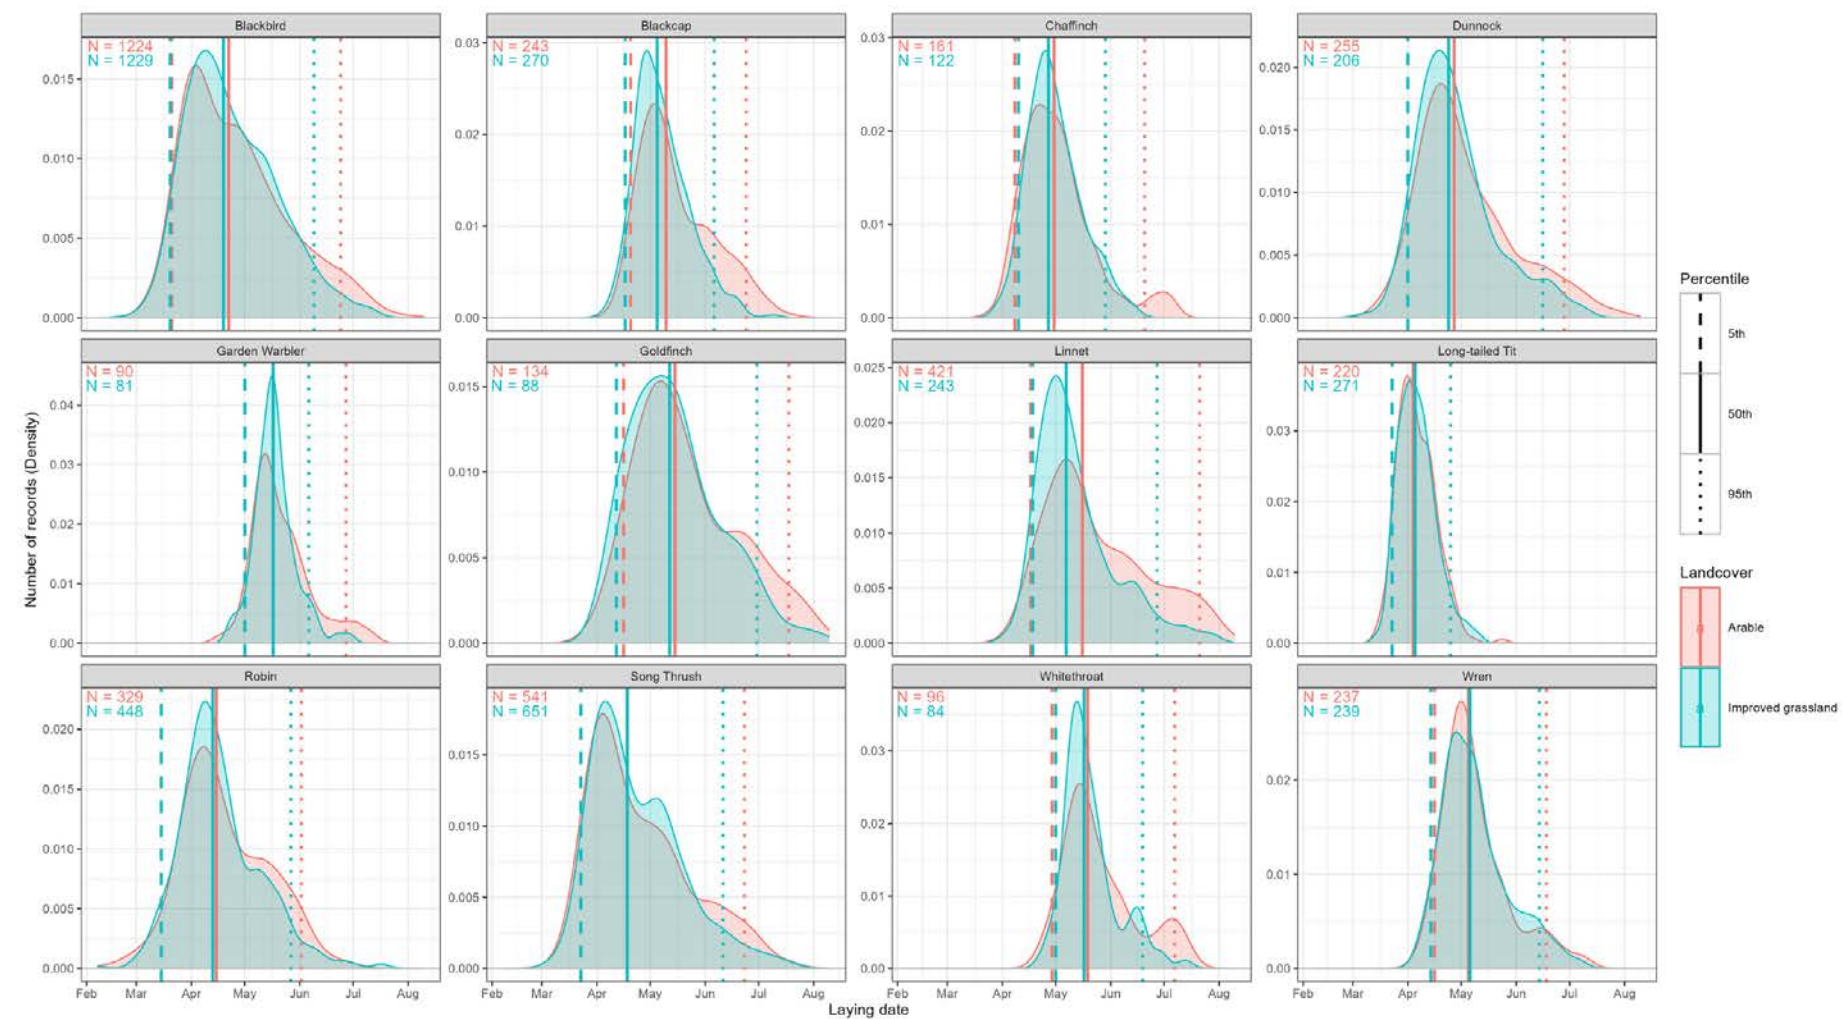 Blackbird
N = 1224
N = 1229
0.015
0.010
0.005
0.000
Blackcap
N = 243
N = 270
0.03
0.02
0.01
0.00
Chaffinch
N = 161
N = 122
0.03
0.02
0.01
0.00
Dunnock
N = 255
N = 206
0.020
0.015
0.010
0.005
0.000
Garden Warbler
N = 90
N = 81
0.04
0.03
0.02
0.01
0.00
Goldfinch
N = 134
N = 88
0.015
0.010
0.005
0.000
Linnet
N = 421
N = 243
0.025
0.020
0.015
0.010
0.005
0.000
Long-tailed Tit
N = 220
N = 271
0.03
0.02
0.01
0.00
Robin
N = 329
N = 448
0.020
0.015
0.010
0.005
0.000
Feb Mar Apr May Jun Jul Aug
Song Thrush
N = 541
N = 651
0.015
0.010
0.005
0.000
Feb Mar Apr May Jun Jul Aug
Whitethroat
N = 96
N = 84
0.03
0.02
0.01
0.00
Feb Mar Apr May Jun Jul Aug
Wren
N = 237
N = 239
0.02
0.01
0.00
Feb Mar Apr May Jun Jul Aug
Number of records (Density)
Laying date
Percentile
5th
50th
95th
Landcover
a
Arable
a
Improved grassland